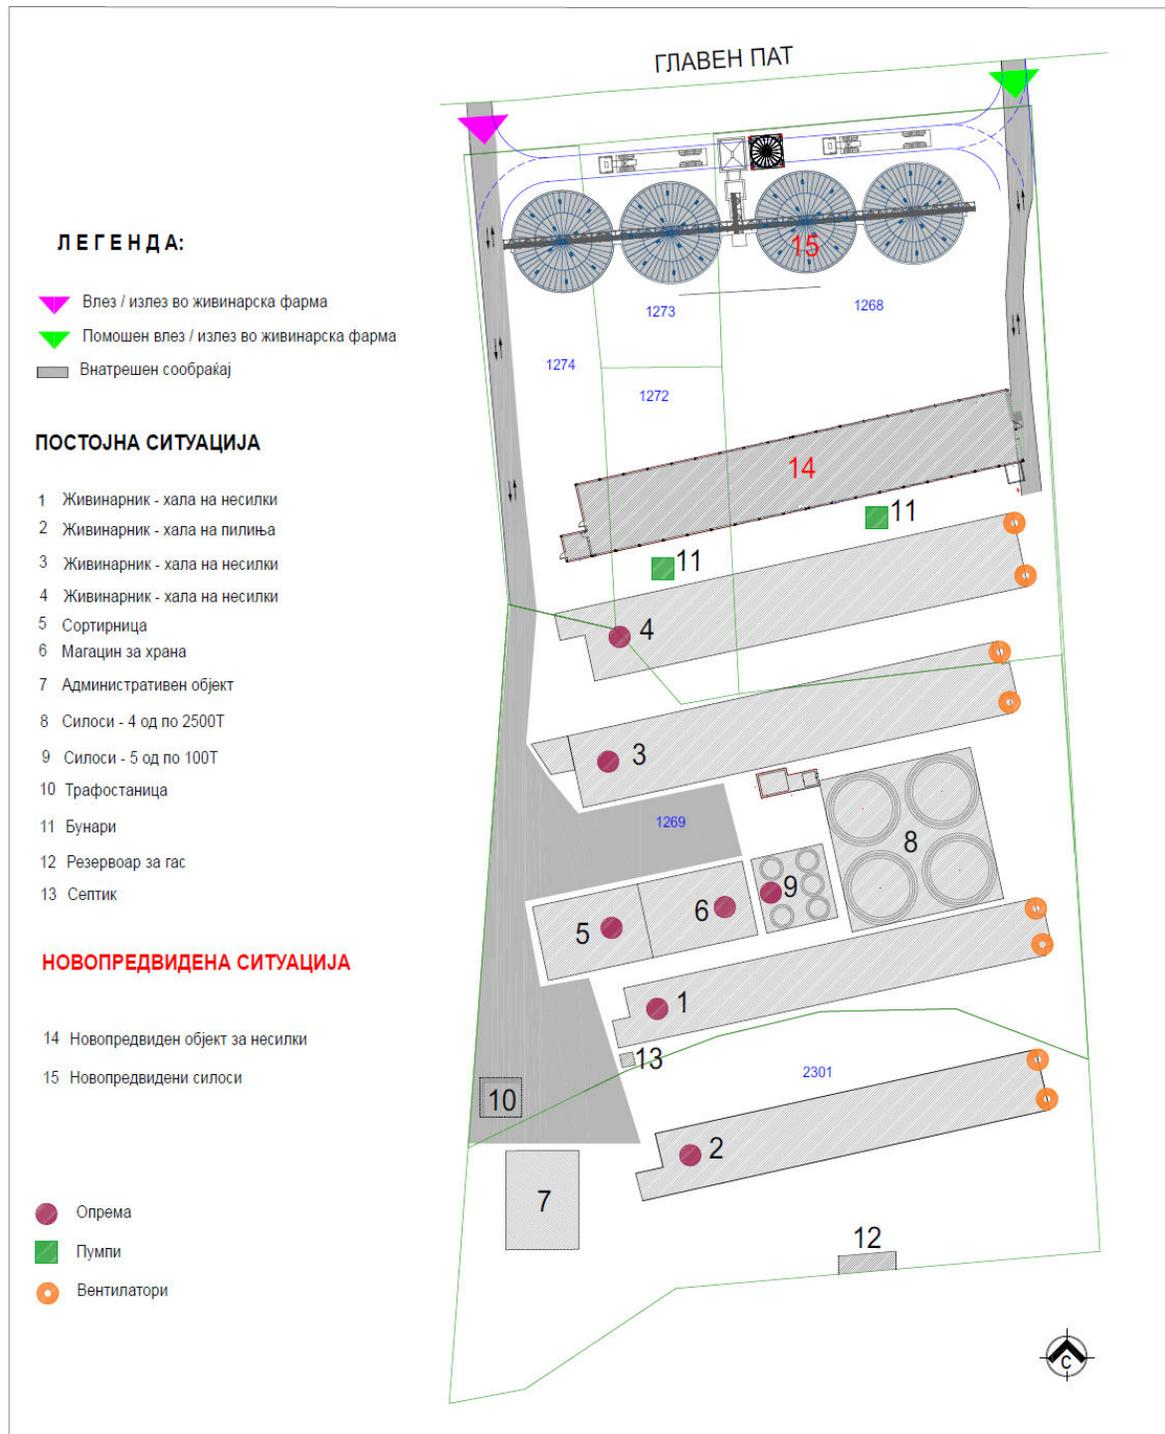 ГЛАВЕН ПАТ
Л Е Г Е Н Д А:
Влез / излез во живинарска фарма
Помошен влез / излез во живинарска фарма
Внатрешен сообраќај
ПОСТОЈНА СИТУАЦИЈА
1 Живинарник - хала на несилки
2 Живинарник - хала на пилиња
3 Живинарник - хала на несилки
4 Живинарник - хала на несилки
5 Сортирница
6 Магацин за храна
7 Административен објект
8 Силоси - 4 од по 2500Т
9 Силоси - 5 од по 100Т
10 Трафостаница
11 Бунари
12 Резервоар за гас
13 Септик
НОВОПРЕДВИДЕНА СИТУАЦИЈА
14 Новопредвиден објект за несилки
15 Новопредвидени силоси
Опрема
Пумпи
Вентилатори
15
1273
1268
1274
1272
14
11
11
4
3
1269
8
9
6
5
1
13
2301
10
2
7
12
С